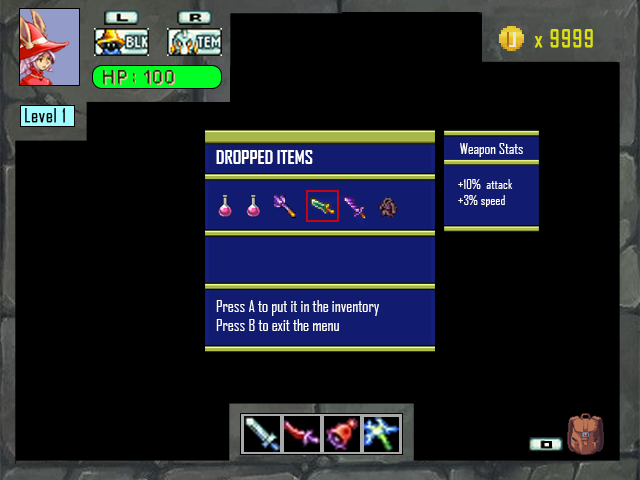 L
R
BLK
TEM
x 9999
HP: 100
Level 1
DROPPED ITEMS
Weapon Stats
+10% attack
+3% speed
Press A to put it in the inventory
Press B to exit the menu